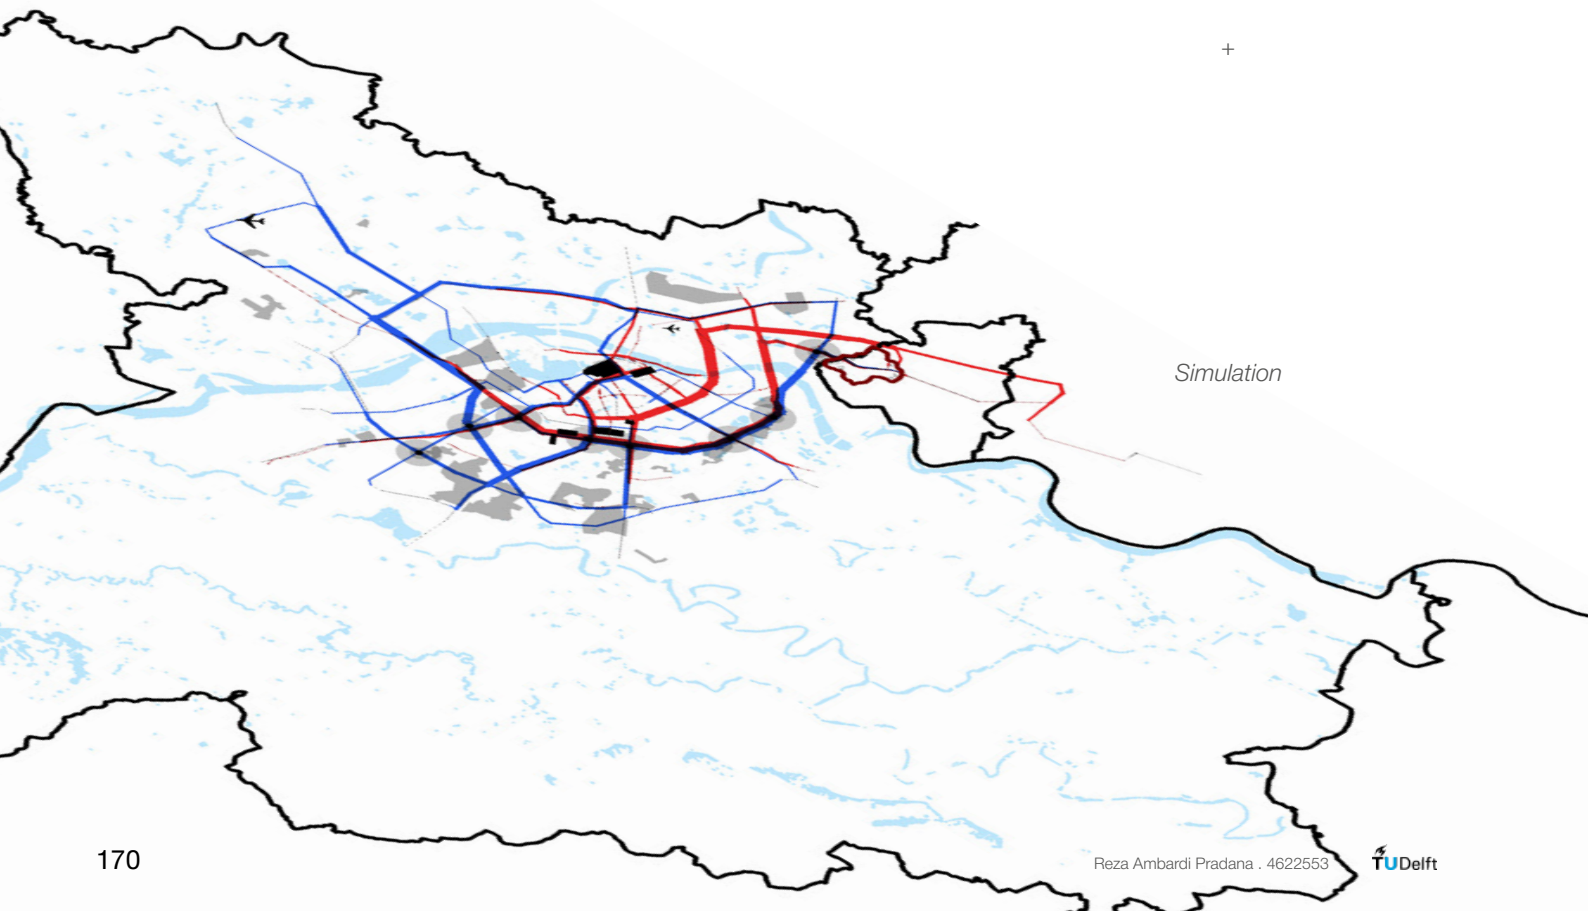 +
Simulation
170
Reza Ambardi Pradana . 4622553
TUDelft